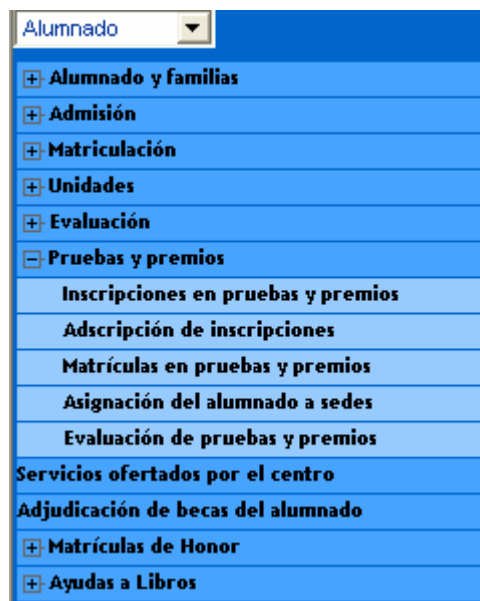 Alumnado
Alumnado y familias
Admisión
Matriculación
Unidades
Evaluación
Pruebas y premios
Inscripciones en pruebas y premios
Adscripción de inscripciones
Matrículas en pruebas y premios
Asignación del alumnado a sedes
Evaluación de pruebas y premios
Servicios ofertados por el centro
Adjudicación de becas del alumnado
Matrículas de Honor
Ayudas a Libros